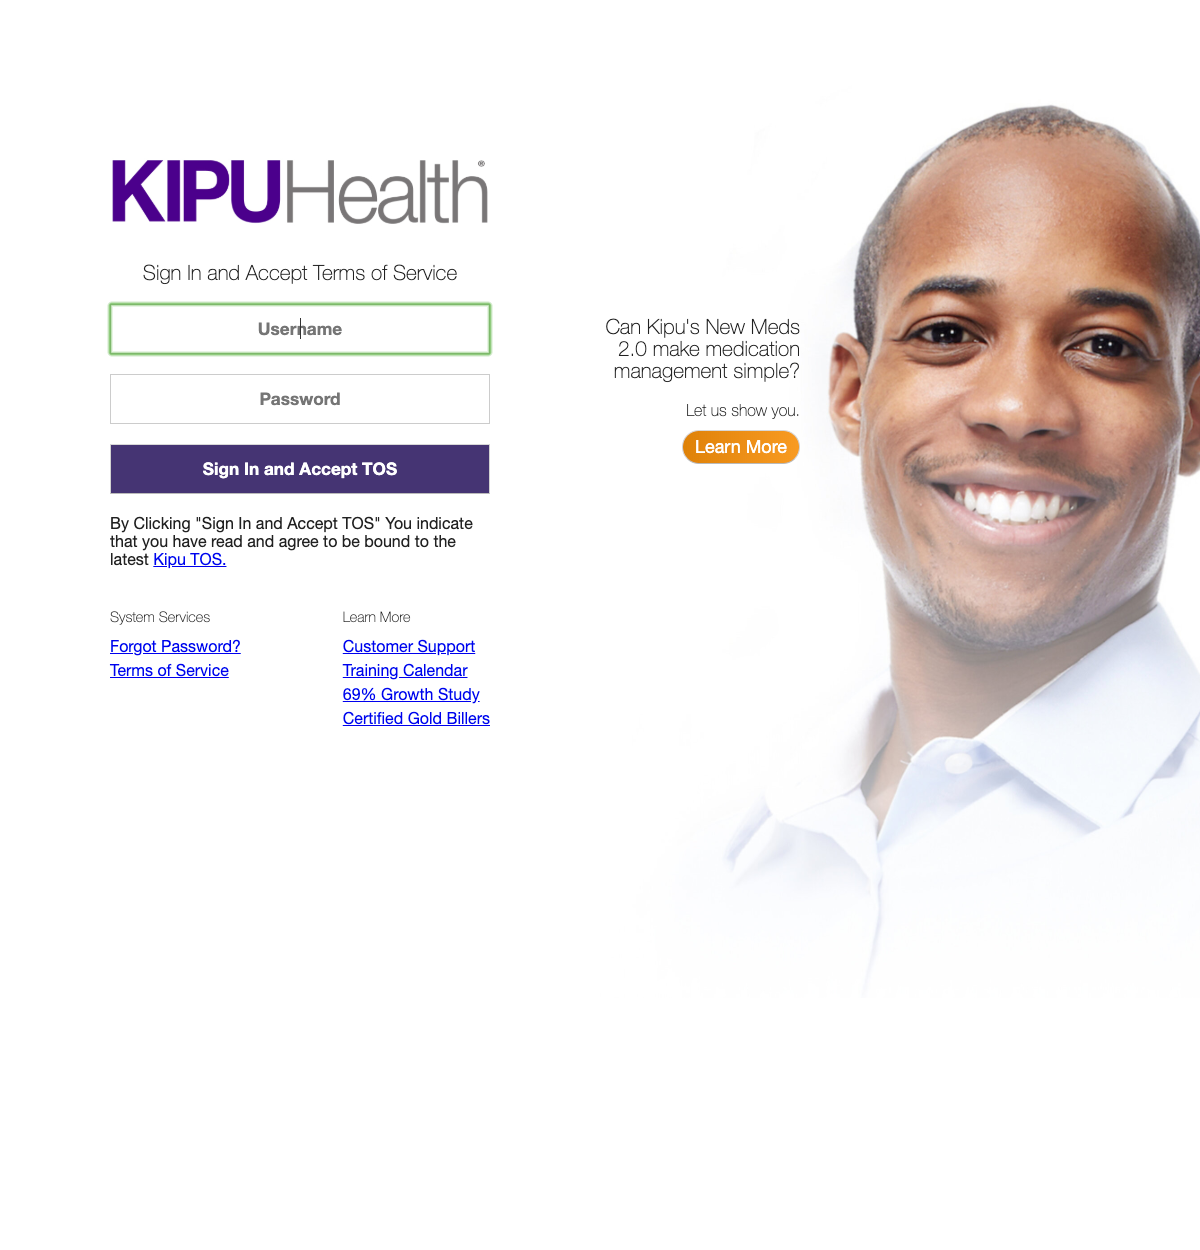 KIPUHealth®
Sign In and Accept Terms of Service
Username
Password
Sign In and Accept TOS
By Clicking "Sign In and Accept TOS" You indicate
that you have read and agree to be bound to the
latest Kipu TOS.
System Services
Forgot Password?
Terms of Service
Learn More
Customer Support
Training Calendar
69% Growth Study
Certified Gold Billers
Can Kipu's New Meds
2.0 make medication
management simple?
Let us show you.
Learn More